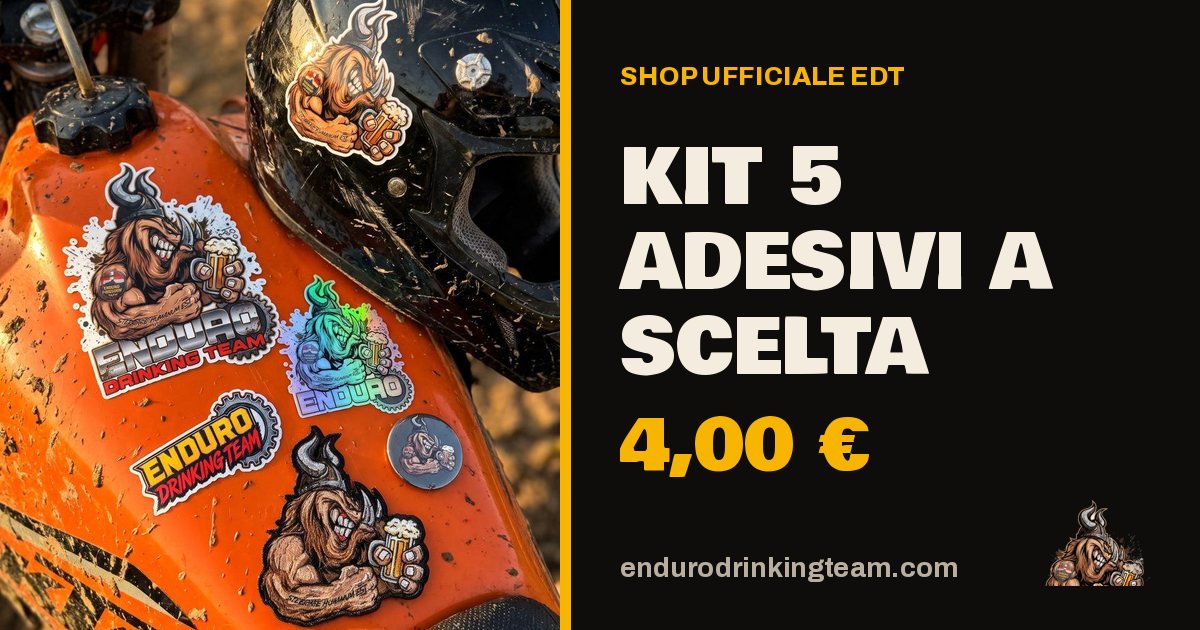 SHOP UFFICIALE EDT
KIT 5
ADESIVI A
SCELTA
4,00 €
endurodrinkingteam.com
ENDURO
DRINKING TEAM
ENDURO
ENDURO
DRINKING TEAM